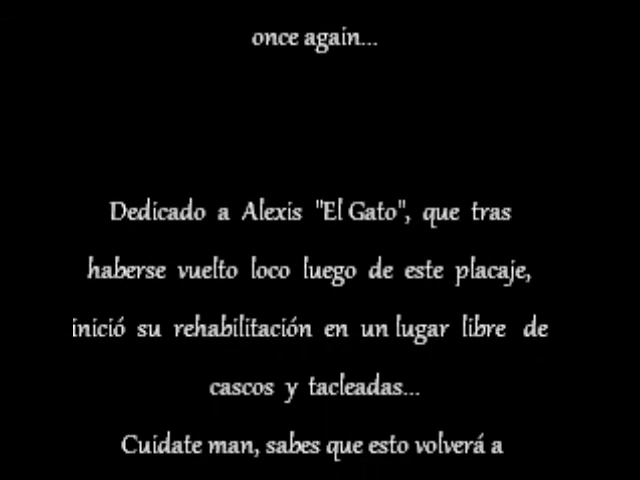 once again...
Dedicado a Alexis "El Gato", que tras
haberse vuelto loco luego de este placaje,
inició su rehabilitación en un lugar libre de
cascos y tacleadas...
Cuidate man, sabes que esto volverá a